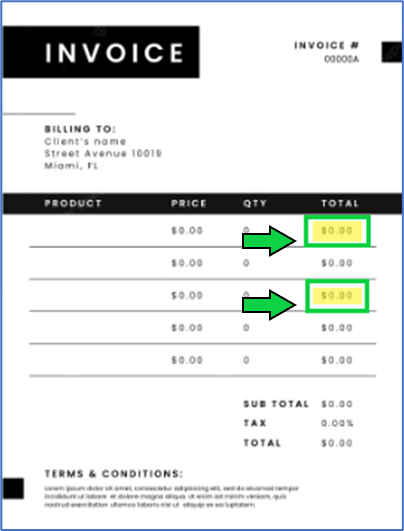 INVOICE
INVOICE #
00000A
BILLING TO:
Client's name
Street Avenue 10019
Miami, FL
PRODUCT PRICE QTY TOTAL
$0.00 0 $0.00
$0.00 0 $0.00
$0.00 0 $0.00
$0.00 0 $0.00
$0.00 0 $0.00
SUB TOTAL $0.00
TAX 0.00%
TOTAL $0.00
TERMS & CONDITIONS:
Lorem ipsum dolor sit amet, consectetur adipiscing elit, sed do eiusmod tempor
incididunt ut labore et dolore magna aliqua. Ut enim ad minim veniam, quis
nostrud exercitation ullamco laboris nisi ut aliquip ex ea commodo